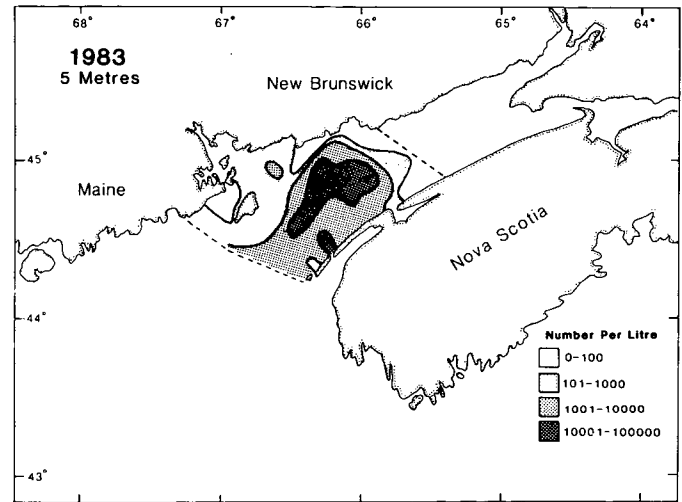 68° 67° 66° 65° 64°
1983
5 Metres
New Brunswick
45°
Maine
Nova Scotia
44°
Number Per Litre
0-100
101-1000
1001-10000
10001-100000
43°